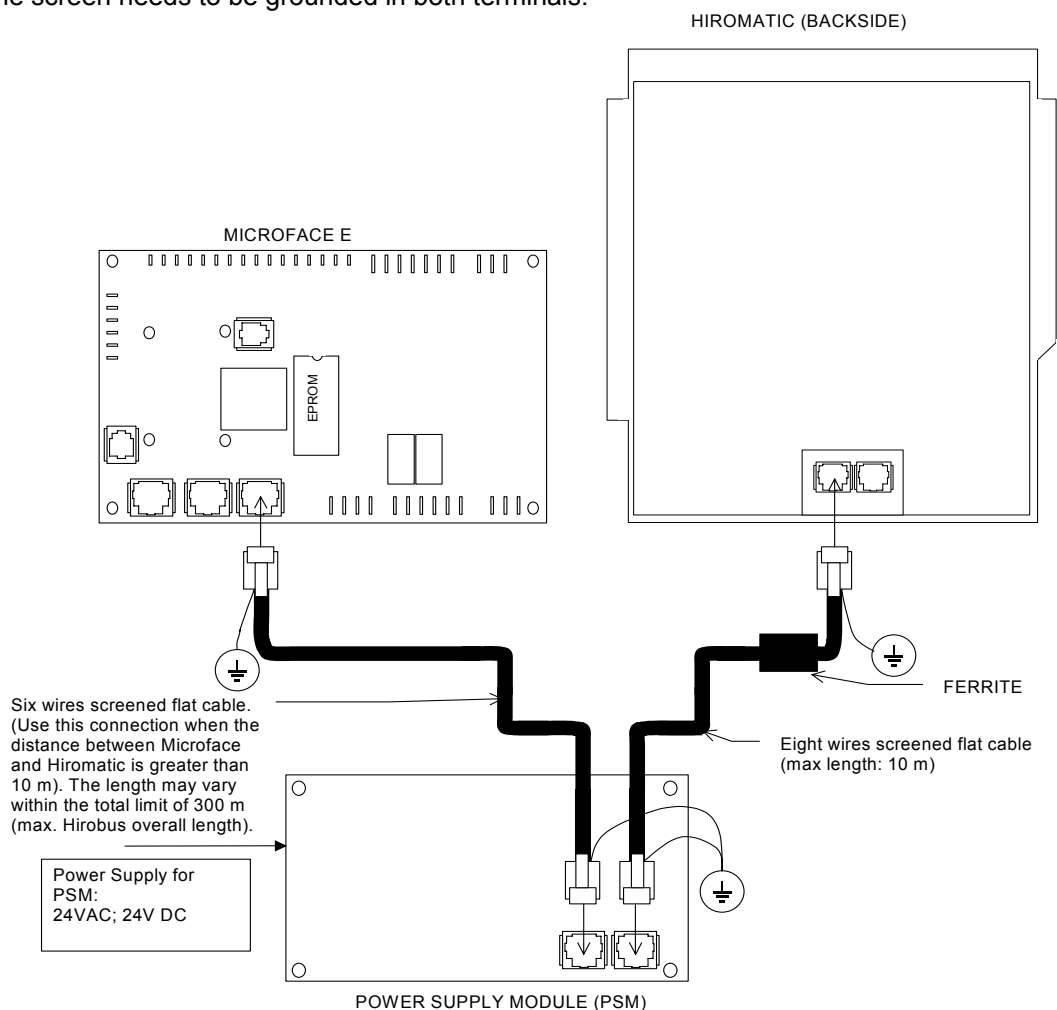 he screen needs to be grounded in both terminals.
HIROMATIC (BACKSIDE)
MICROFACE E
EPROM
FERRITE
Six wires screened flat cable.
(Use this connection when the
distance between Microface
and Hiromatic is greater than
10 m). The length may vary
within the total limit of 300 m
(max. Hirobus overall length).
Eight wires screened flat cable
(max length: 10 m)
Power Supply for
PSM:
24VAC; 24V DC
POWER SUPPLY MODULE (PSM)